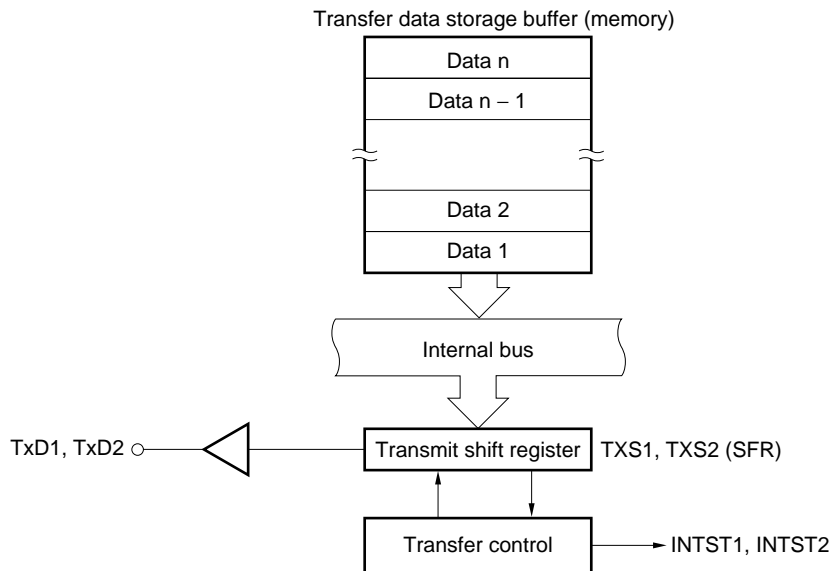 Transfer data storage buffer (memory)
Data n
Data n − 1
Data 2
Data 1
Internal bus
TxD1, TxD2
Transmit shift register
TXS1, TXS2 (SFR)
Transfer control
INTST1, INTST2